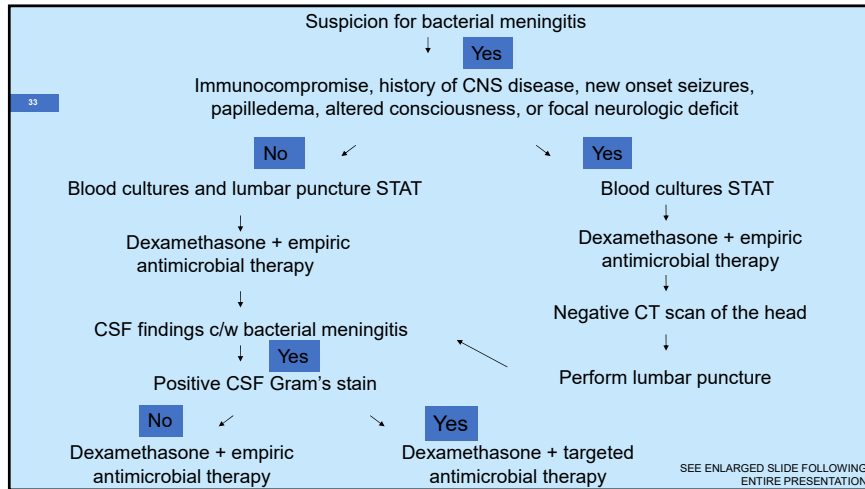 Suspicion for bacterial meningitis
Yes
Immunocompromise, history of CNS disease, new onset seizures,
papilledema, altered consciousness, or focal neurologic deficit
33
No
Yes
Blood cultures and lumbar puncture STAT
Blood cultures STAT
Dexamethasone + empiric
antimicrobial therapy
Dexamethasone + empiric
antimicrobial therapy
Negative CT scan of the head
CSF findings c/w bacterial meningitis
Yes
Positive CSF Gram's stain
Perform lumbar puncture
No
Yes
Dexamethasone + empiric
antimicrobial therapy
Dexamethasone + targeted
antimicrobial therapy
SEE ENLARGED SLIDE FOLLOWING
ENTIRE PRESENTATION